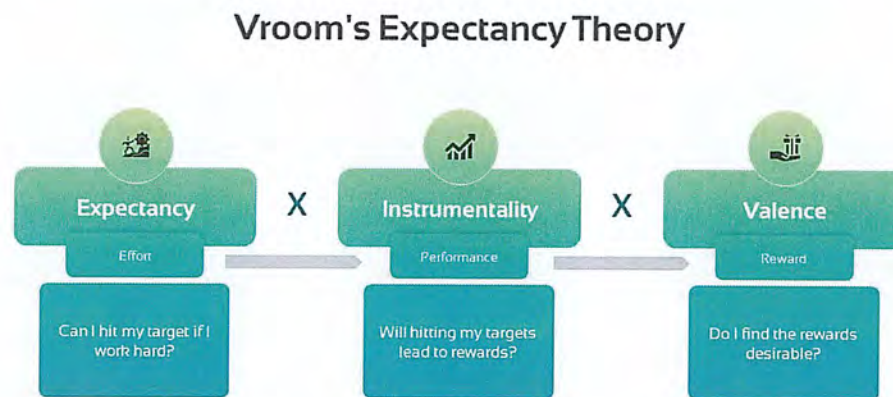 Vroom's Expectancy Theory
Expectancy X Instrumentality X Valence
Effort Performance Reward
Can I hit my target if I
work hard?
Will hitting my targets
lead to rewards?
Do I find the rewards
desirable?